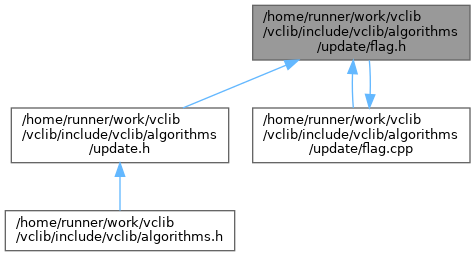 /home/runner/work/vclib
/vclib/include/vclib/algorithms
/update/flag.h
/home/runner/work/vclib
/vclib/include/vclib/algorithms
/update.h
/home/runner/work/vclib
/vclib/include/vclib/algorithms
/update/flag.cpp
/home/runner/work/vclib
/vclib/include/vclib/algorithms.h